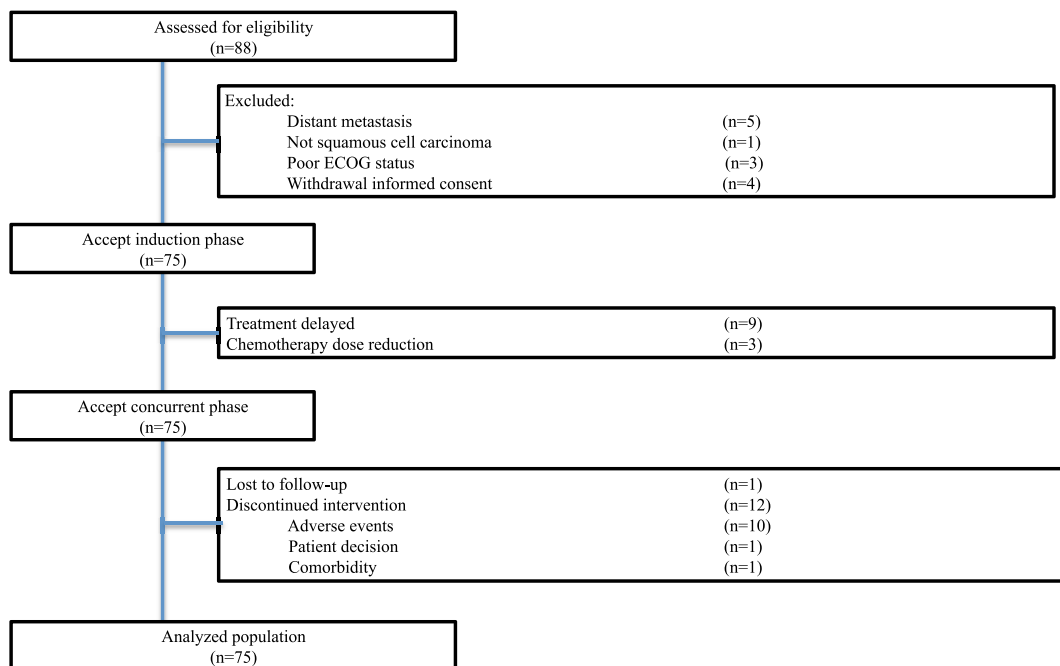 Assessed for eligibility
(n=88)
Excluded:
Distant metastasis (n=5)
Not squamous cell carcinoma (n=1)
Poor ECOG status (n=3)
Withdrawal informed consent (n=4)
Accept induction phase
(n=75)
Treatment delayed (n=9)
Chemotherapy dose reduction (n=3)
Accept concurrent phase
(n=75)
Lost to follow-up (n=1)
Discontinued intervention (n=12)
Adverse events (n=10)
Patient decision (n=1)
Comorbidity (n=1)
Analyzed population
(n=75)